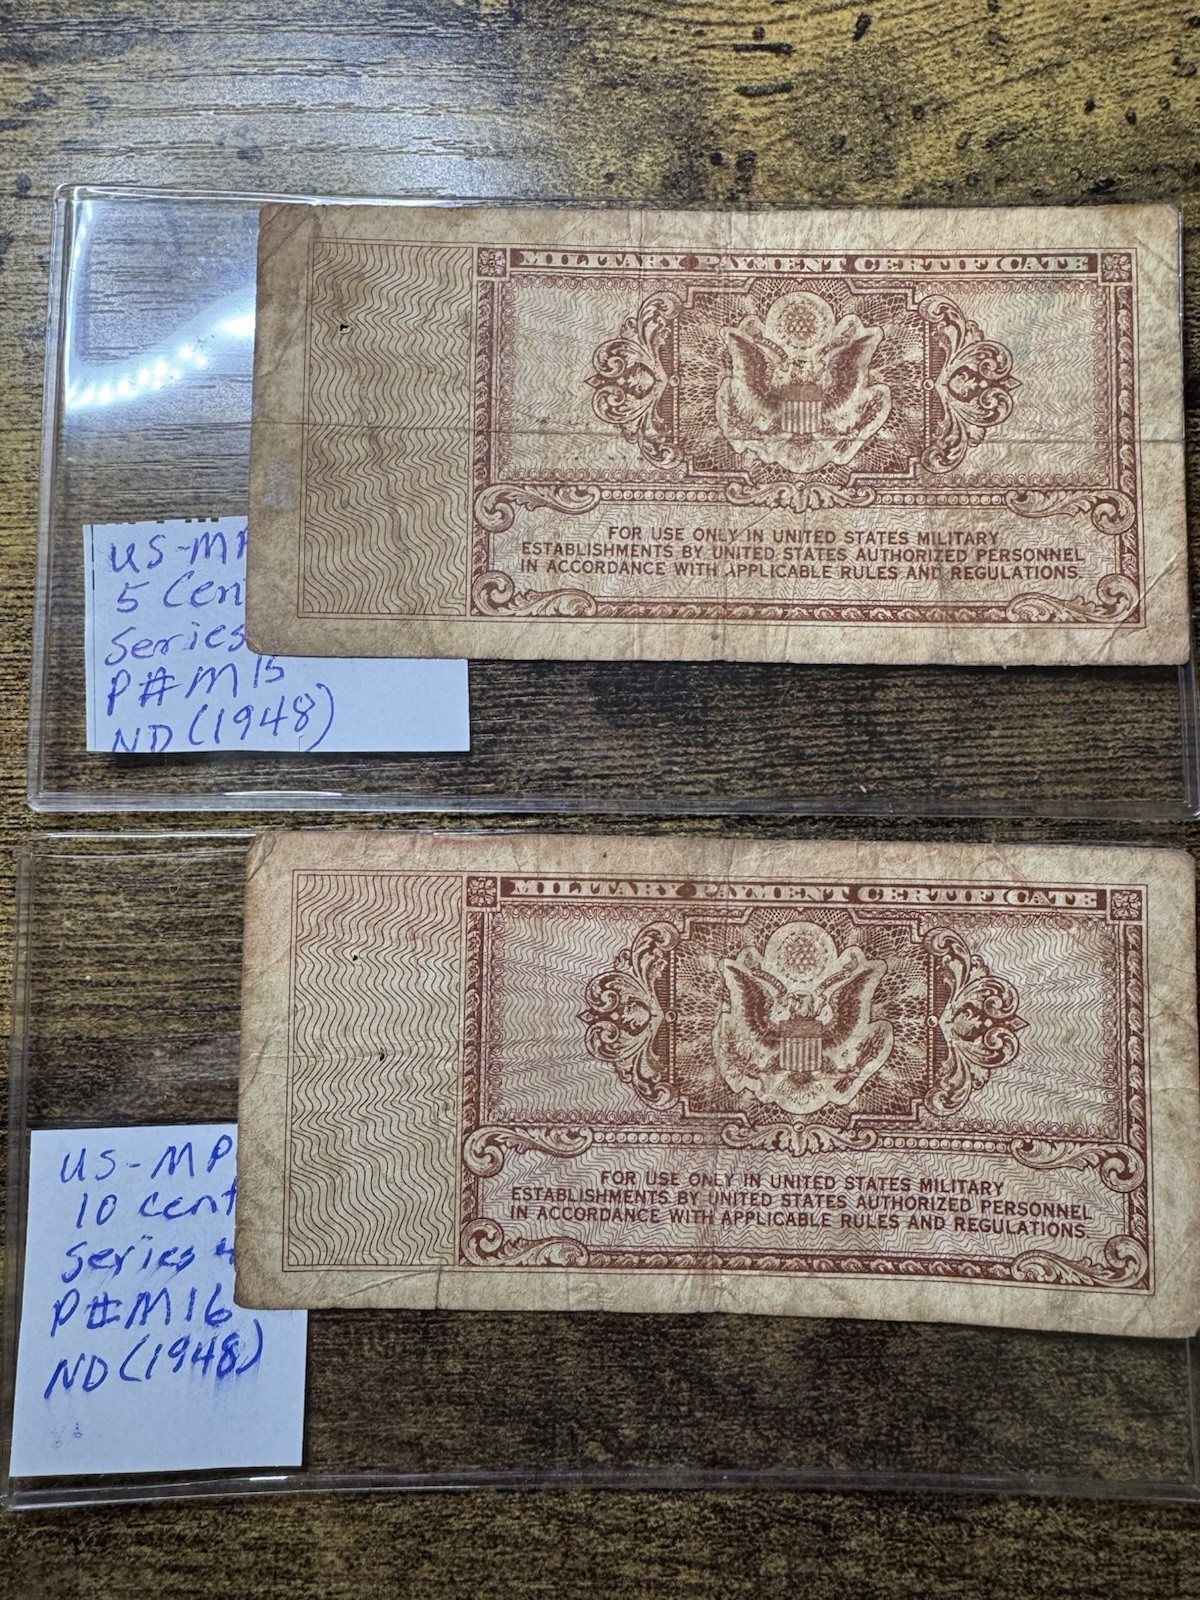 MILITARY PAYMENT CERTIFICATE
FOR USE ONLY IN UNITED STATES MILITARY
ESTABLISHMENTS BY UNITED STATES AUTHORIZED PERSONNEL
IN ACCORDANCE WITH APPLICABLE RULES AND REGULATIONS.
US-M
5 Cen
Series
P#M15
ND (1948)
MILITARY PAYMENT CERTIFICATE
FOR USE ONLY IN UNITED STATES MILITARY
ESTABLISHMENTS BY UNITED STATES AUTHORIZED PERSONNEL
IN ACCORDANCE WITH APPLICABLE RULES AND REGULATIONS.
US-MP
10 cent
Series 4
P#M16
ND (1948)